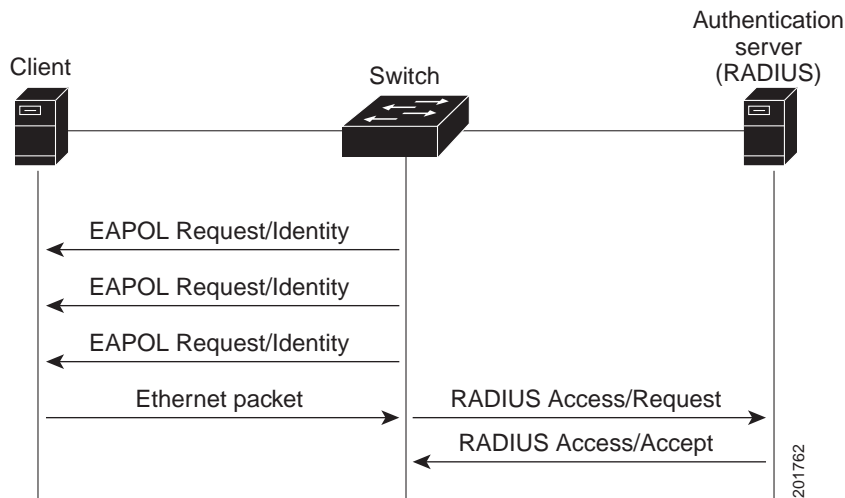 Authentication
server
(RADIUS)
Client
Switch
EAPOL Request/Identity
EAPOL Request/Identity
EAPOL Request/Identity
Ethernet packet
RADIUS Access/Request
RADIUS Access/Accept
201762